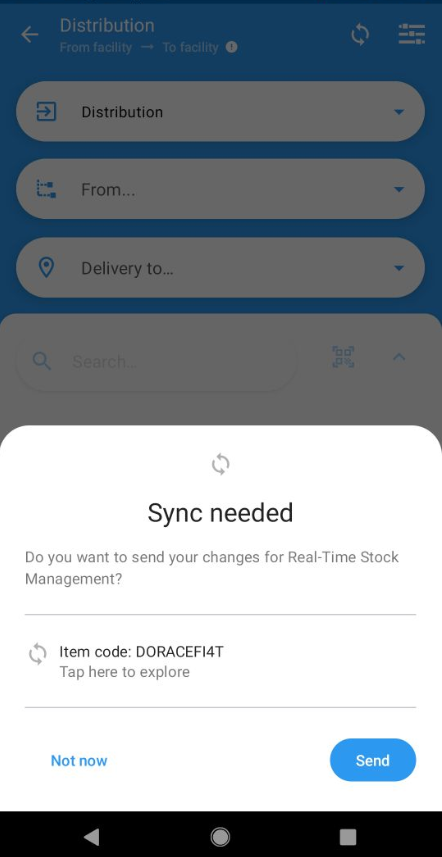 Distribution
From facility → To facility
Distribution
From...
Delivery to...
Search...
Sync needed
Do you want to send your changes for Real-Time Stock
Management?
Item code: DORACEFI4T
Tap here to explore
Not now
Send